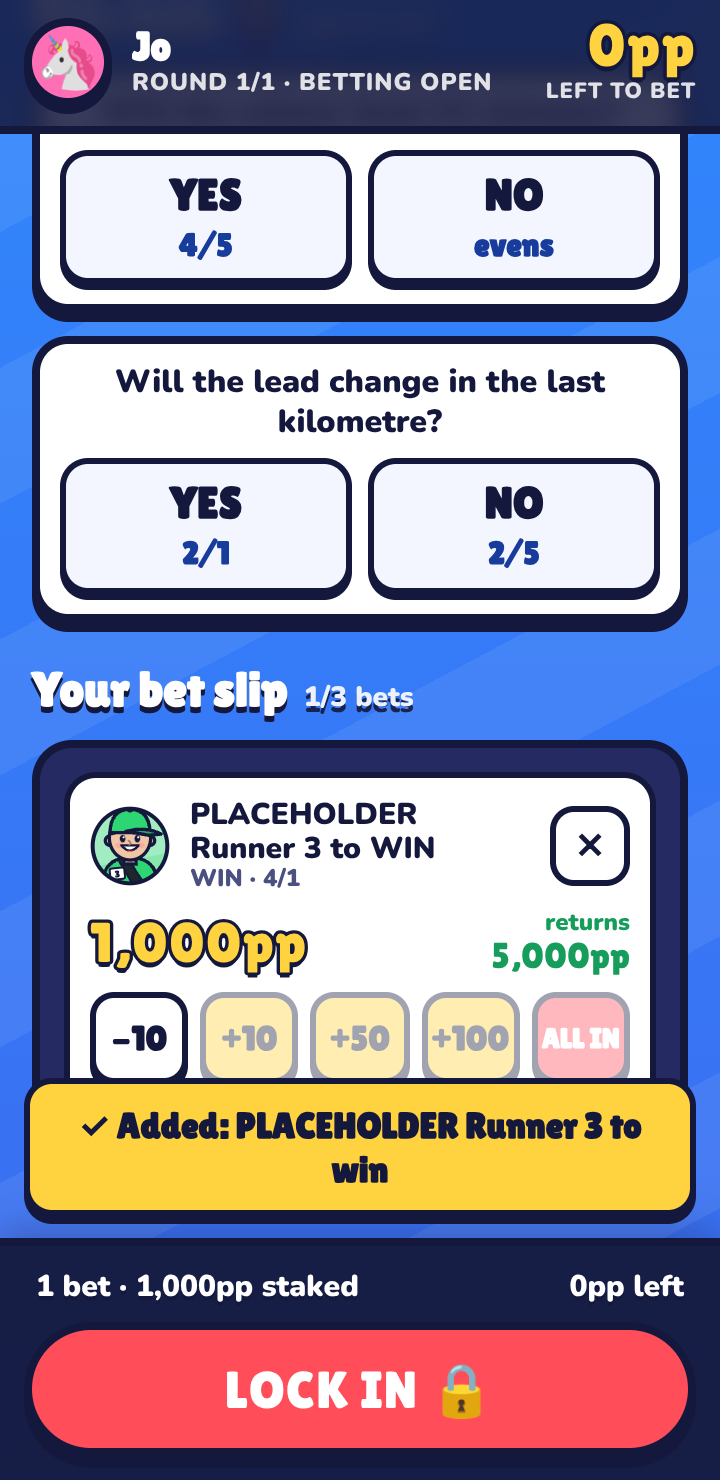 Jo
ROUND 1/1 · BETTING OPEN
0pp
LEFT TO BET
YES
4/5
NO
evens
Will the lead change in the last
kilometre?
YES
2/1
NO
2/5
Your bet slip 1/3 bets
PLACEHOLDER
Runner 3 to WIN
WIN · 4/1
×
1,000pp
returns
5,000pp
3
−10 +10 +50 +100 ALL IN
✓ Added: PLACEHOLDER Runner 3 to
win
1 bet · 1,000pp staked
0pp left
LOCK IN 🔒